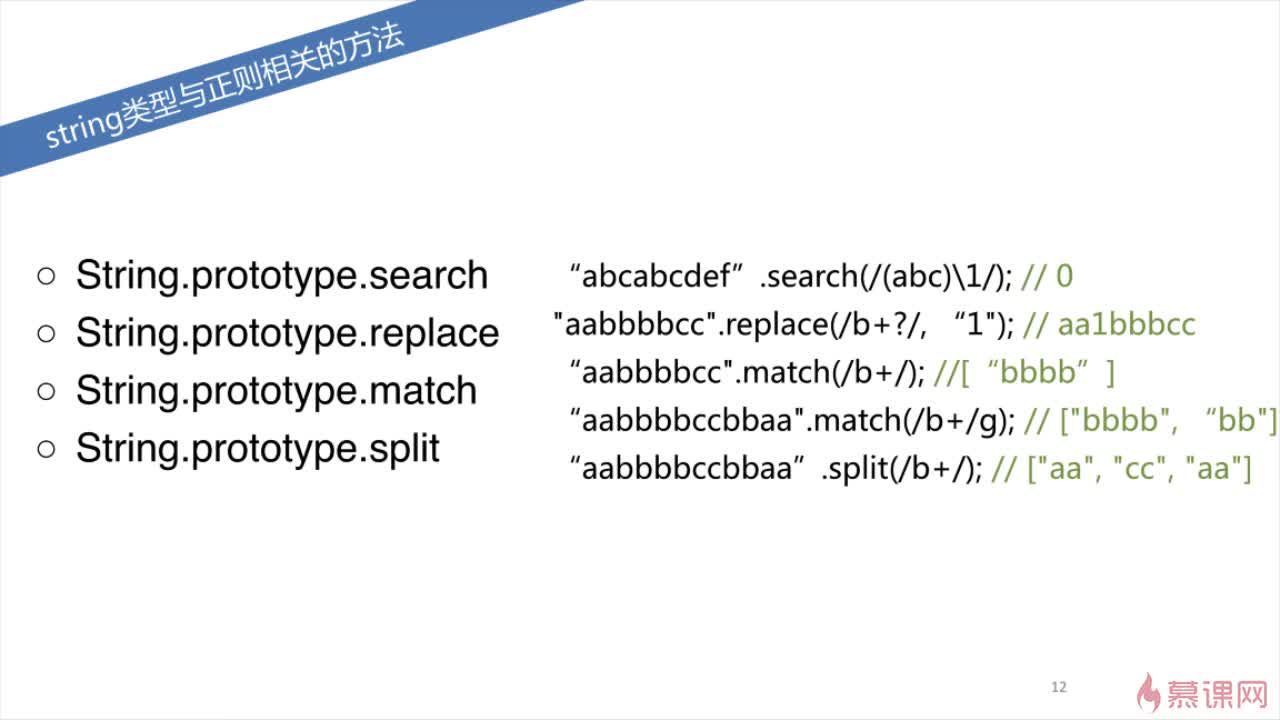 string类型与正则相关的方法
○ String.prototype.search
○ String.prototype.replace
○ String.prototype.match
○ String.prototype.split
“abcabcdef”.search(/(abc)\1/); // 0
"aabbbbcc".replace(/b+?/, “1"); // aa1bbbcc
“aabbbbcc".match(/b+/); //[“bbbb”]
“aabbbbccbbaa".match(/b+/g); // ["bbbb", “bb"]
“aabbbbccbbaa”.split(/b+/); // ["aa", "cc", "aa"]
12
慕课网